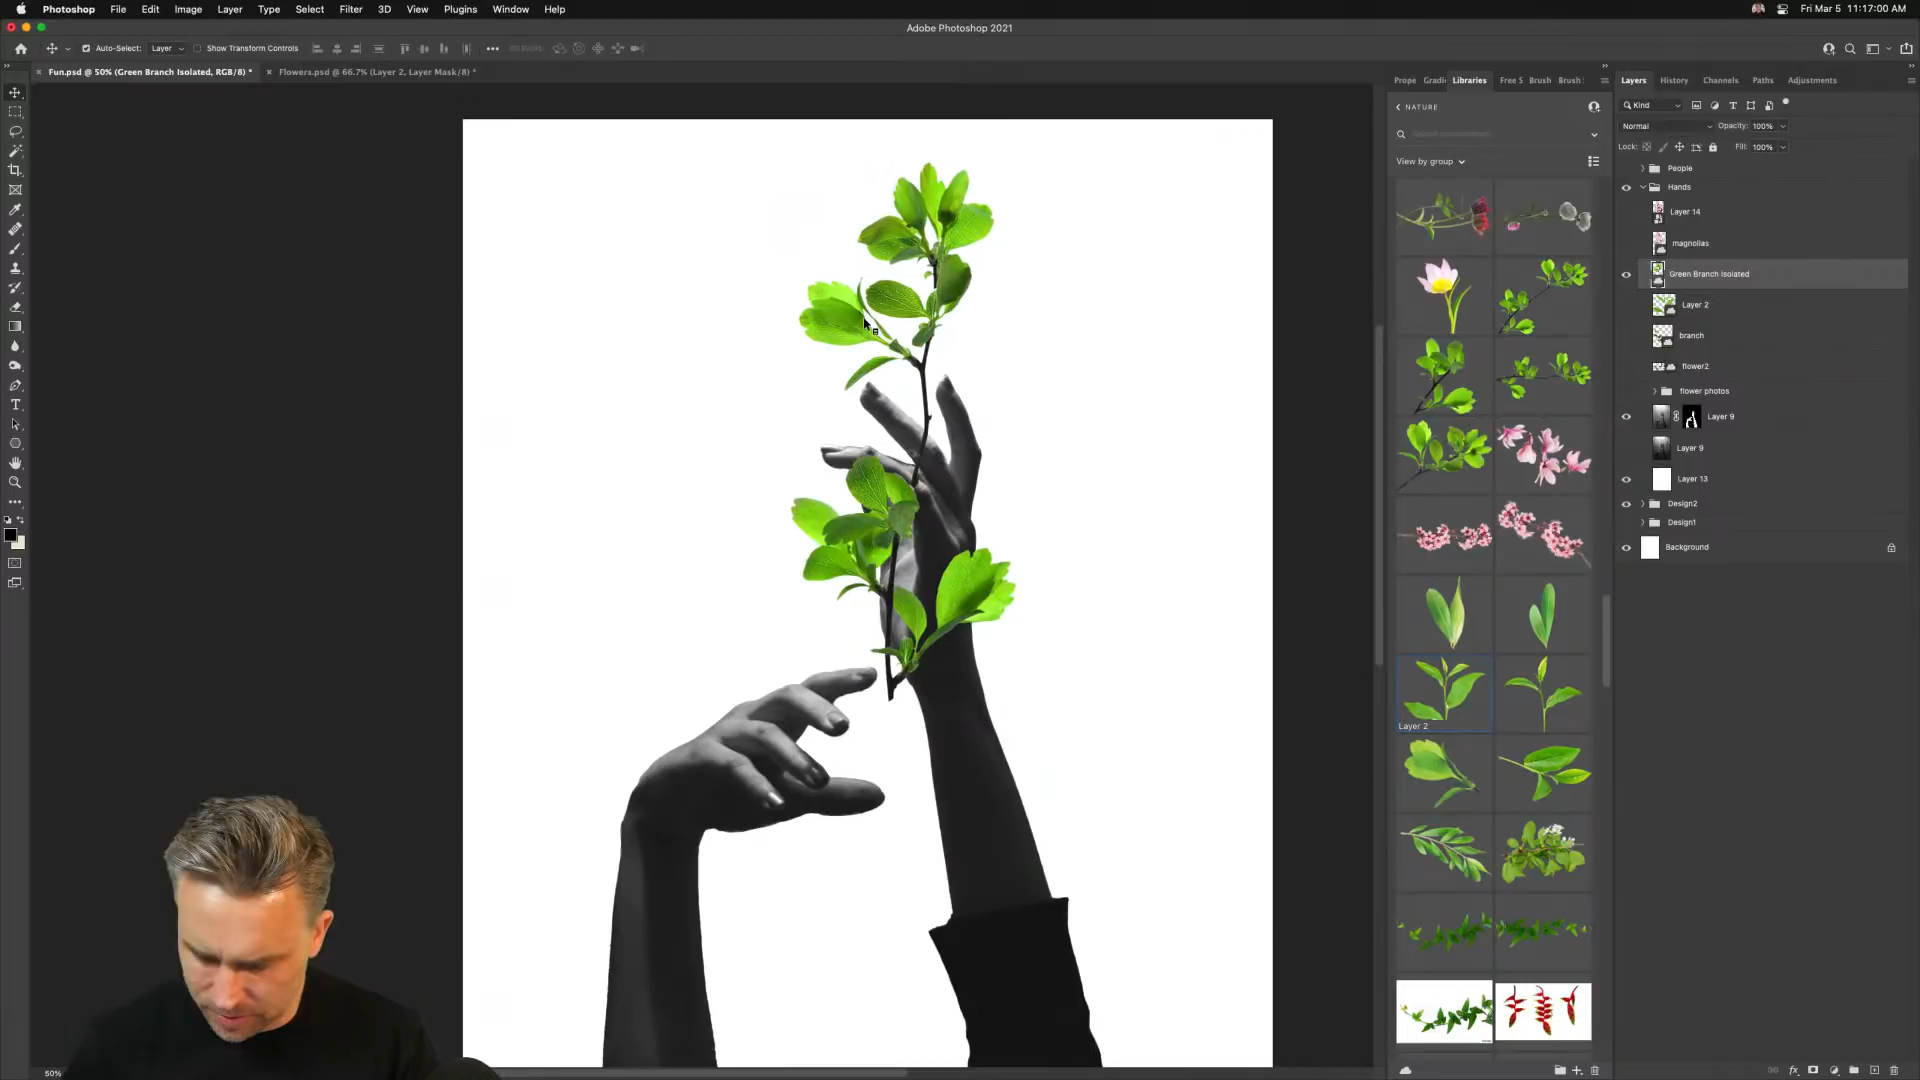 Photoshop File Edit Image Layer Type Select Filter 3D View Plugins Window Help Fri Mar 5 11:17:00 AM
Adobe Photoshop 2021
Auto-Select: Layer Show Transform Controls
Fun.psd @ 50% (Green Branch Isolated, RGB/8) * Flowers.psd @ 66.7% (Layer 2, Layer Mask/8) *
Prope Gradi Libraries Free S Brush Brush
Layers History Channels Paths Adjustments
NATURE
View by group
Layer 2
Kind
Normal Opacity: 100%
Lock: Fill: 100%
People
Hands
Layer 14
magnolias
Green Branch Isolated
Layer 2
branch
flower2
flower photos
Layer 9
Layer 9
Layer 13
Design2
Design1
Background
50%